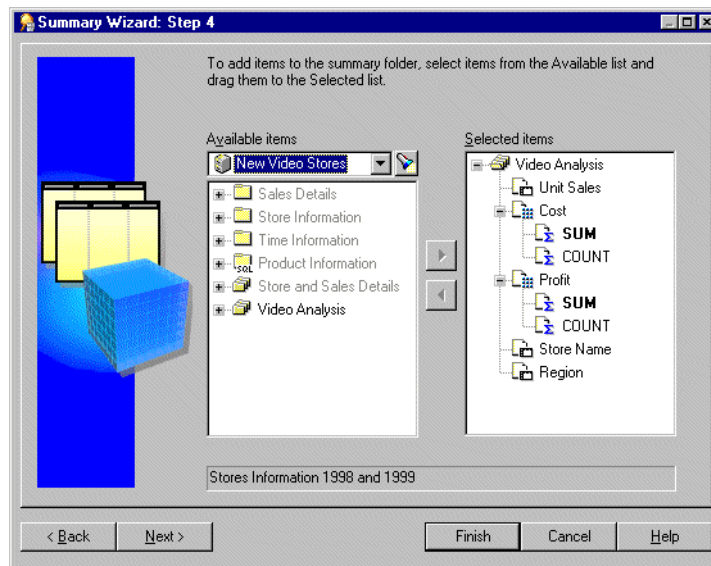 Summary Wizard: Step 4
To add items to the summary folder, select items from the Available list and
drag them to the Selected list.
Available items
New Video Stores
Sales Details
Store Information
Time Information
SQL Product Information
Store and Sales Details
Video Analysis
Selected items
Video Analysis
Unit Sales
Cost
SUM
COUNT
Profit
SUM
COUNT
Store Name
Region
Stores Information 1998 and 1999
< Back
Next >
Finish
Cancel
Help